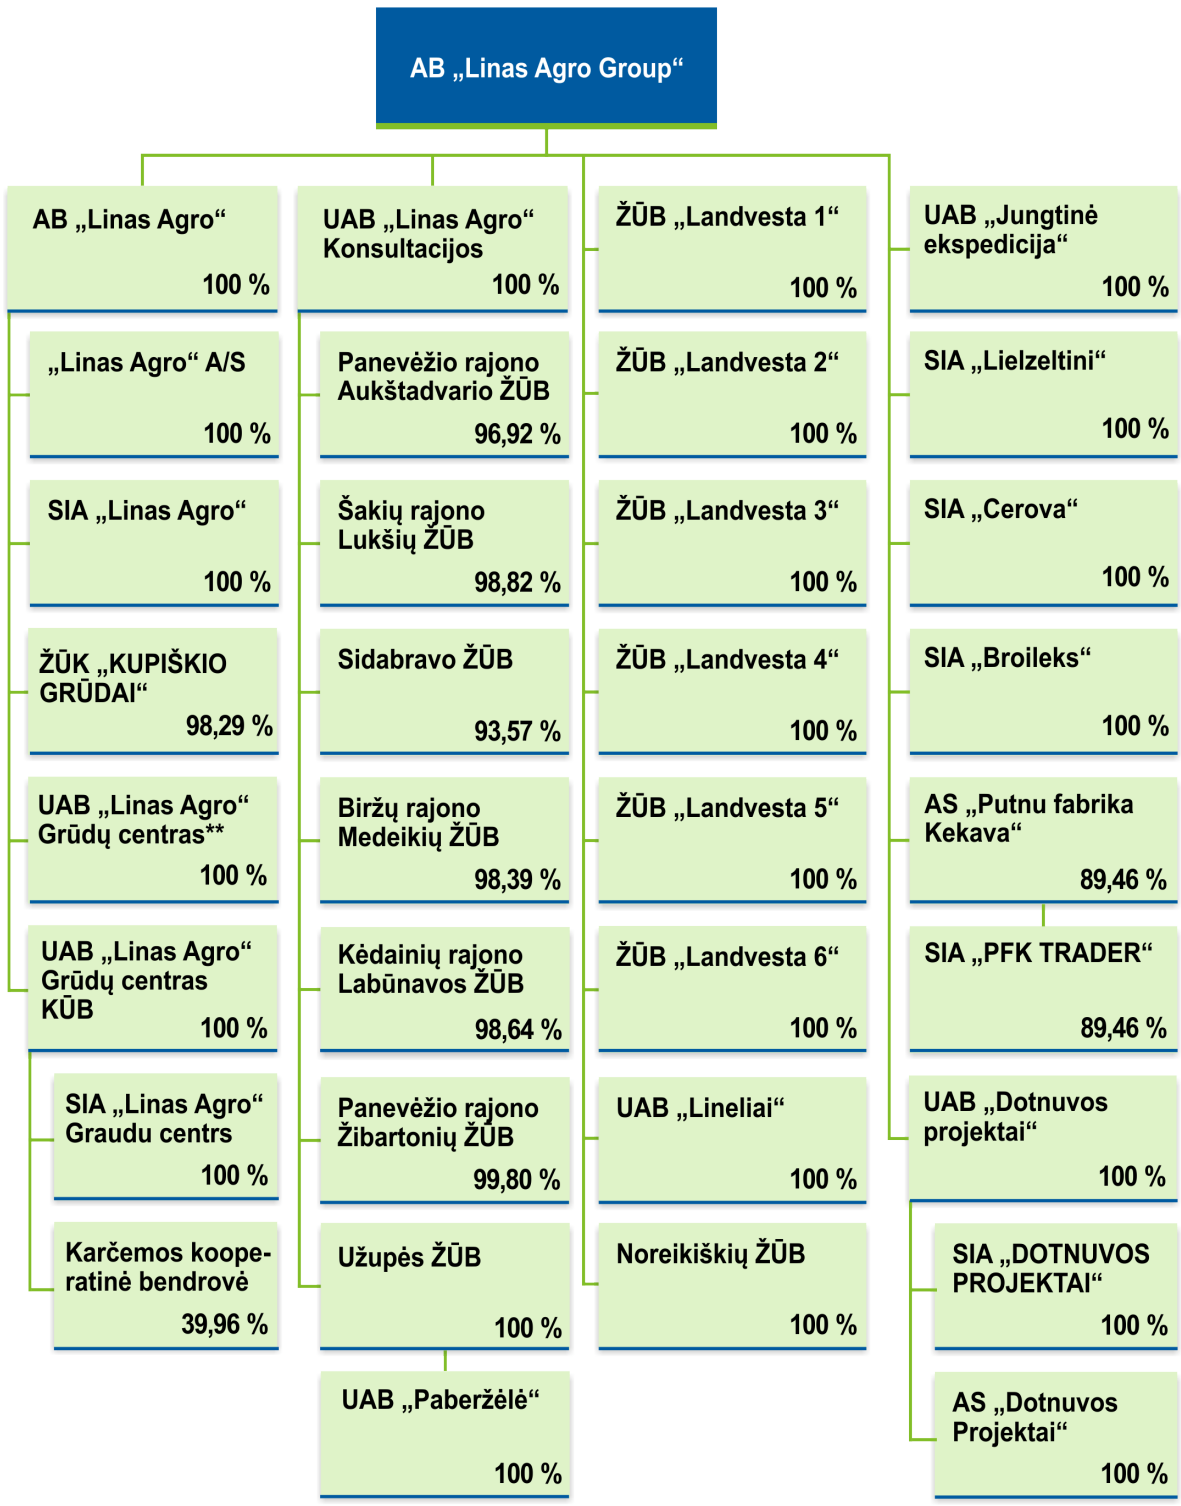 AB „Linas Agro Group“
AB „Linas Agro“
100 %
„Linas Agro“ A/S
100 %
SIA „Linas Agro“
100 %
ŽŪK „KUPIŠKIO
GRŪDAI“
98,29 %
UAB „Linas Agro“
Grūdų centras**
100 %
UAB „Linas Agro“
Grūdų centras
KŪB
100 %
SIA „Linas Agro“
Graudu centrs
100 %
Karčemos koope-
ratinė bendrovė
39,96 %
UAB „Linas Agro“
Konsultacijos
100 %
Panevėžio rajono
Aukštadvario ŽŪB
96,92 %
Šakių rajono
Lukšių ŽŪB
98,82 %
Sidabravo ŽŪB
93,57 %
Biržų rajono
Medeikių ŽŪB
98,39 %
Kėdainių rajono
Labūnavos ŽŪB
98,64 %
Panevėžio rajono
Žibartonių ŽŪB
99,80 %
Užupės ŽŪB
100 %
UAB „Paberžėlė“
100 %
ŽŪB „Landvesta 1“
100 %
ŽŪB „Landvesta 2“
100 %
ŽŪB „Landvesta 3“
100 %
ŽŪB „Landvesta 4“
100 %
ŽŪB „Landvesta 5“
100 %
ŽŪB „Landvesta 6“
100 %
UAB „Lineliai“
100 %
Noreikiškių ŽŪB
100 %
UAB „Jungtinė
ekspedicija“
100 %
SIA „Lielzeltini“
100 %
SIA „Cerova“
100 %
SIA „Broileks“
100 %
AS „Putnu fabrika
Kekava“
89,46 %
SIA „PFK TRADER“
89,46 %
UAB „Dotnuvos
projektai“
100 %
SIA „DOTNUVOS
PROJEKTAI“
100 %
AS „Dotnuvos
Projektai“
100 %